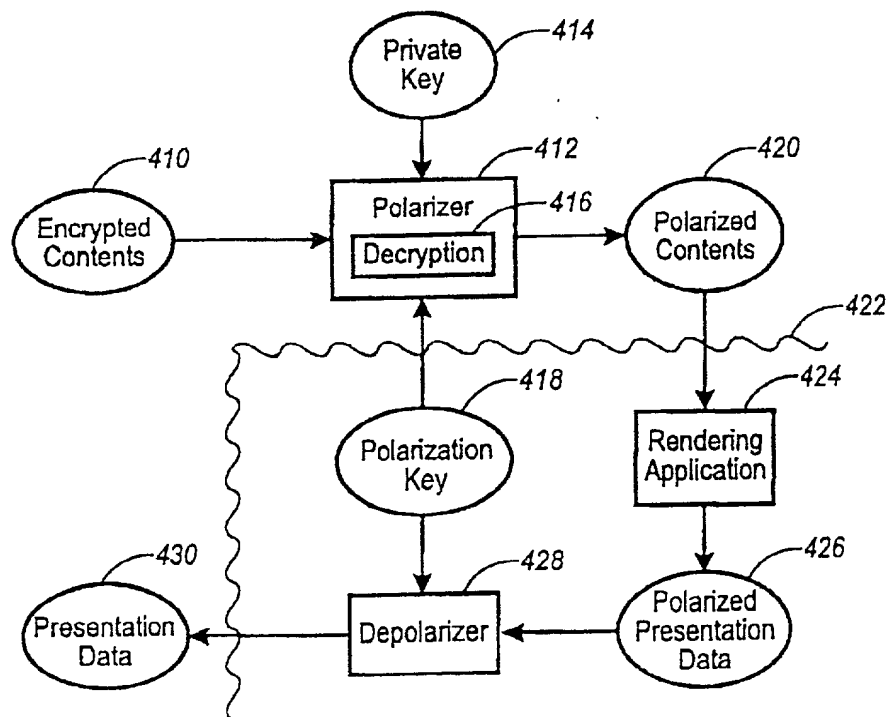 414
Private
Key
410
412
420
Encrypted
Contents
Polarizer
416
Decryption
Polarized
Contents
422
418
424
Polarization
Key
Rendering
Application
430
428
426
Presentation
Data
Depolarizer
Polarized
Presentation
Data